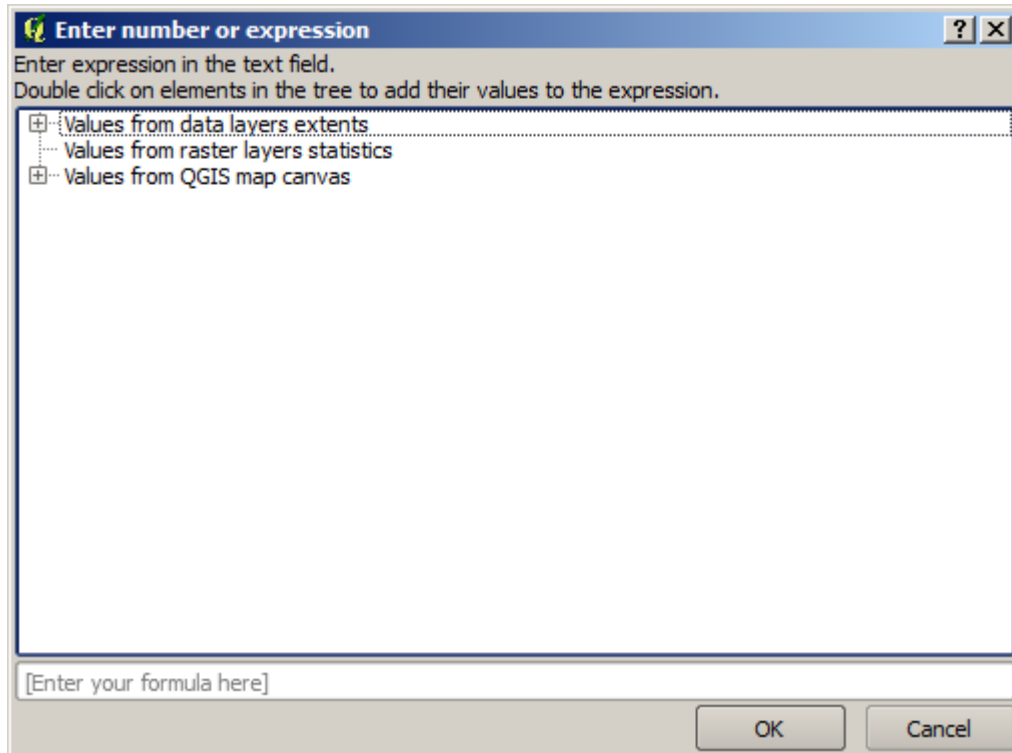 Enter number or expression
Enter expression in the text field.
Double click on elements in the tree to add their values to the expression.
Values from data layers extents
Values from raster layers statistics
Values from QGIS map canvas
[Enter your formula here]
OK Cancel